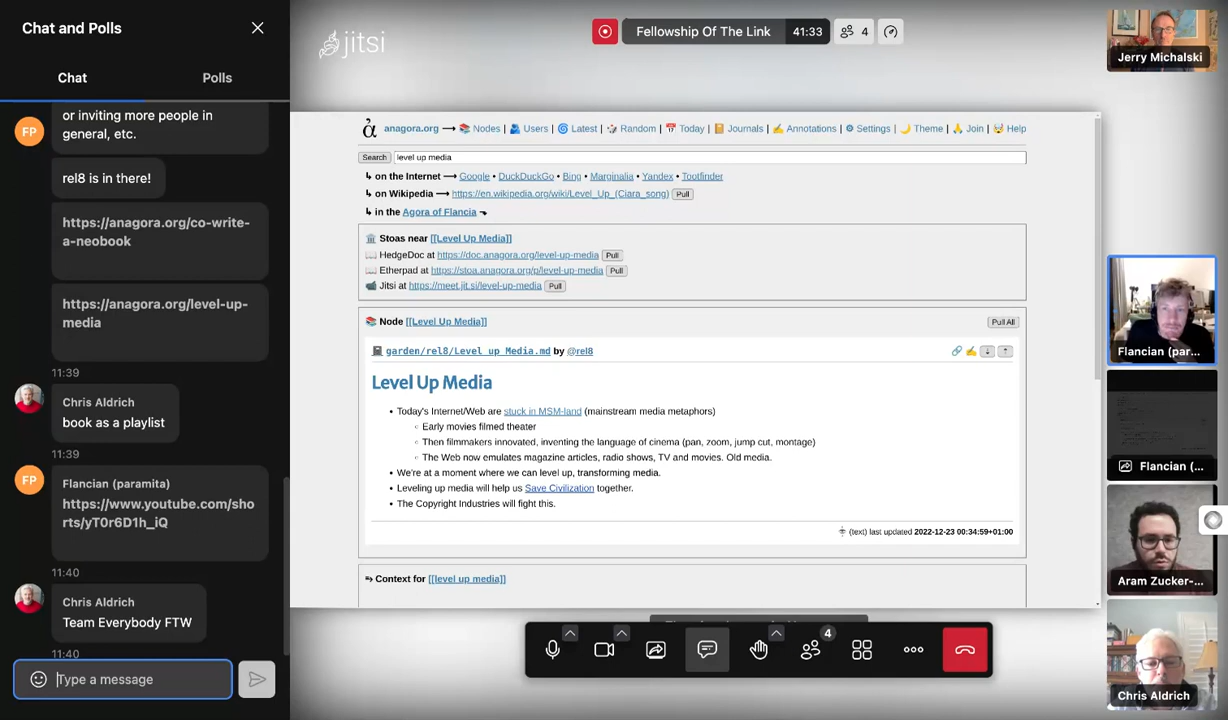 Chat and Polls
Chat
Polls
FP
or inviting more people in
general, etc.
rel8 is in there!
https://anagora.org/co-write-
a-neobook
https://anagora.org/level-up-
media
11:39
Chris Aldrich
book as a playlist
11:39
FP
Flancian (paramita)
https://www.youtube.com/sho
rts/yT0r6D1h_iQ
11:40
Chris Aldrich
Team Everybody FTW
11:40
Type a message
jitsi
Fellowship Of The Link
41:33
4
anagora.org ⟶ 📚 Nodes | 👥 Users | 🌀 Latest | 🎲 Random | 📅 Today | 📔 Journals | ✍ Annotations | ⚙ Settings | 🌙 Theme | 🙏 Join | 🤯 Help
Search
level up media
↳ on the Internet ⟶ Google • DuckDuckGo • Bing • Marginalia • Yandex • Tootfinder
↳ on Wikipedia ⟶ https://en.wikipedia.org/wiki/Level_Up_(Ciara_song) Pull
↳ in the Agora of Flancia
🏛 Stoas near [[Level Up Media]]
📖 HedgeDoc at https://doc.anagora.org/level-up-media Pull
📖 Etherpad at https://stoa.anagora.org/p/level-up-media Pull
📹 Jitsi at https://meet.jit.si/level-up-media Pull
📚 Node [[Level Up Media]]
Pull All
garden/rel8/Level up Media.md by @rel8
Level Up Media
• Today's Internet/Web are stuck in MSM-land (mainstream media metaphors)
◦ Early movies filmed theater
◦ Then filmmakers innovated, inventing the language of cinema (pan, zoom, jump cut, montage)
◦ The Web now emulates magazine articles, radio shows, TV and movies. Old media.
• We're at a moment where we can level up, transforming media.
• Leveling up media will help us Save Civilization together.
• The Copyright Industries will fight this.
(text) last updated 2022-12-23 00:34:59+01:00
⥱ Context for [[level up media]]
4
Jerry Michalski
Flancian (par...
Flancian (...
Aram Zucker-...
Chris Aldrich